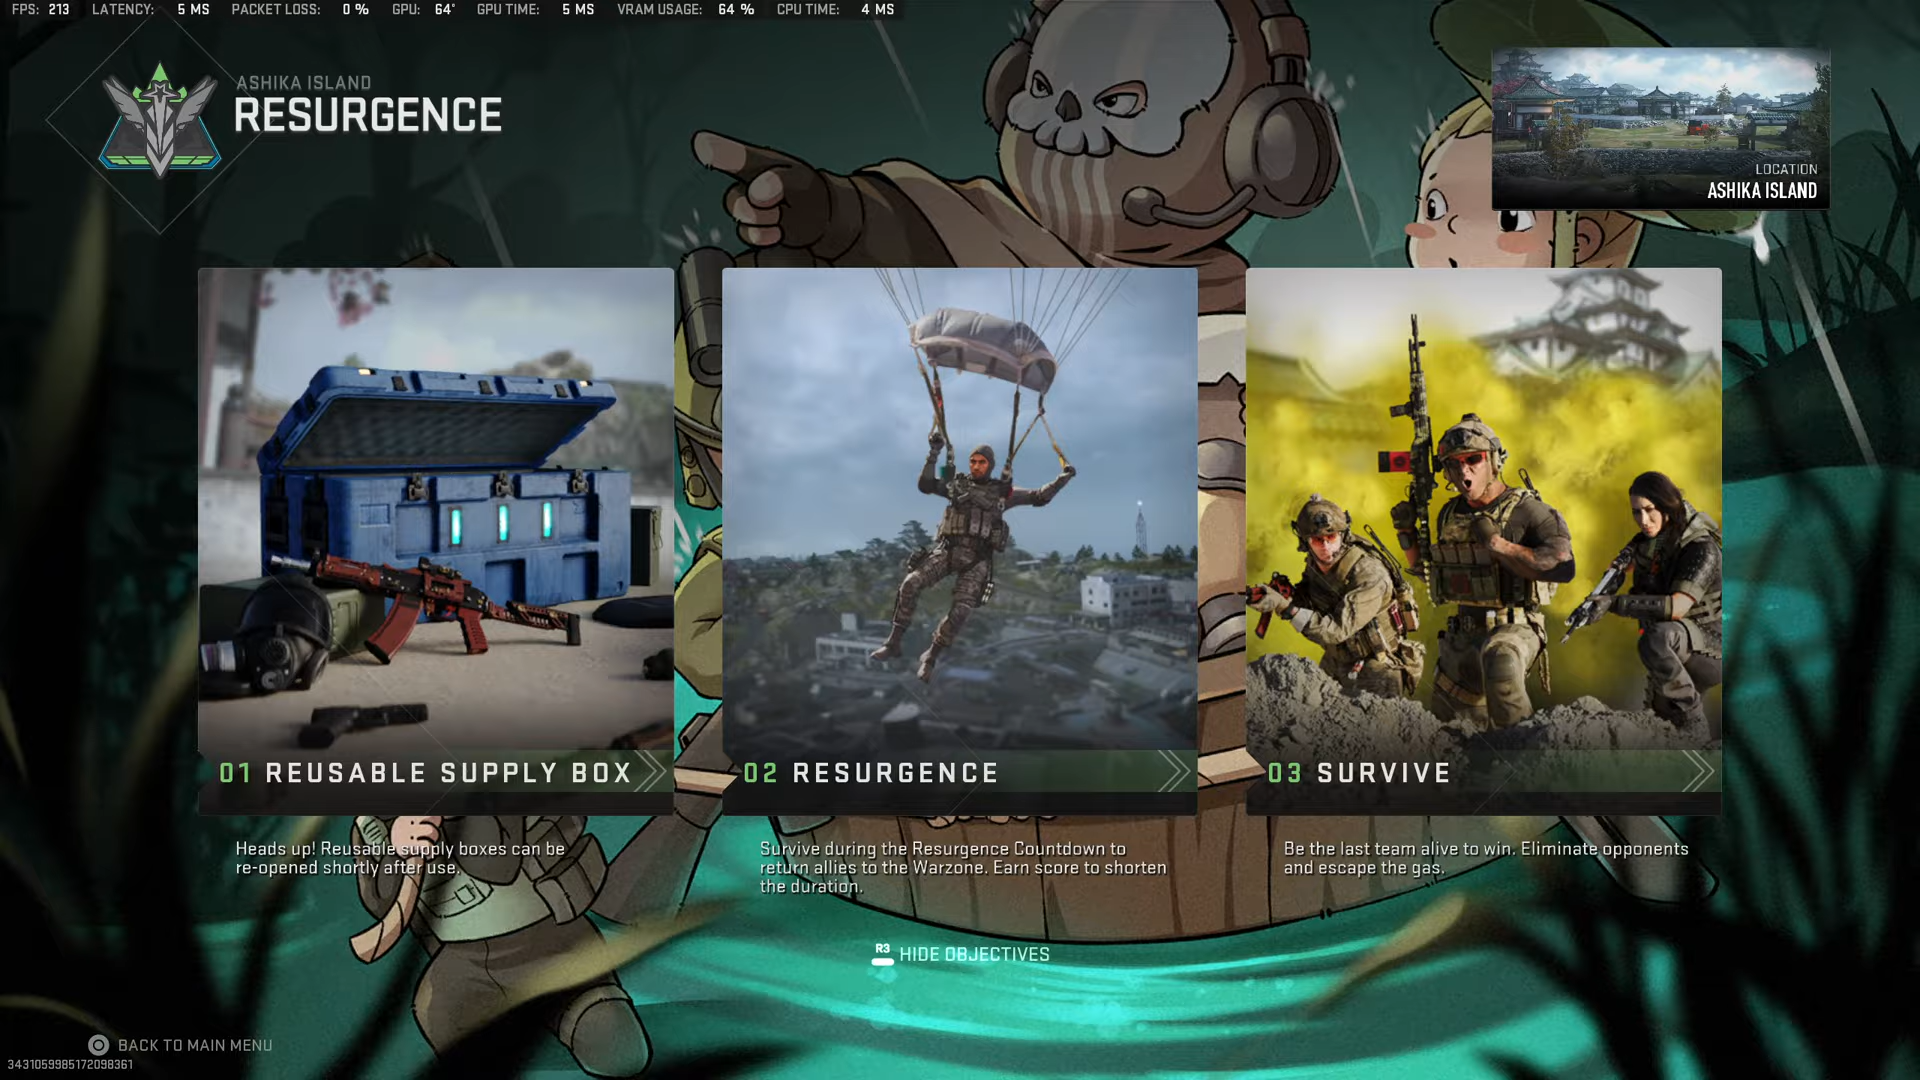 FPS: 213 LATENCY: 5 MS PACKET LOSS: 0 % GPU: 64° GPU TIME: 5 MS VRAM USAGE: 64 % CPU TIME: 4 MS
ASHIKA ISLAND
RESURGENCE
LOCATION
ASHIKA ISLAND
01 REUSABLE SUPPLY BOX
Heads up! Reusable supply boxes can be
re-opened shortly after use.
02 RESURGENCE
Survive during the Resurgence Countdown to
return allies to the Warzone. Earn score to shorten
the duration.
03 SURVIVE
Be the last team alive to win. Eliminate opponents
and escape the gas.
R3 HIDE OBJECTIVES
BACK TO MAIN MENU
3431059985172098361